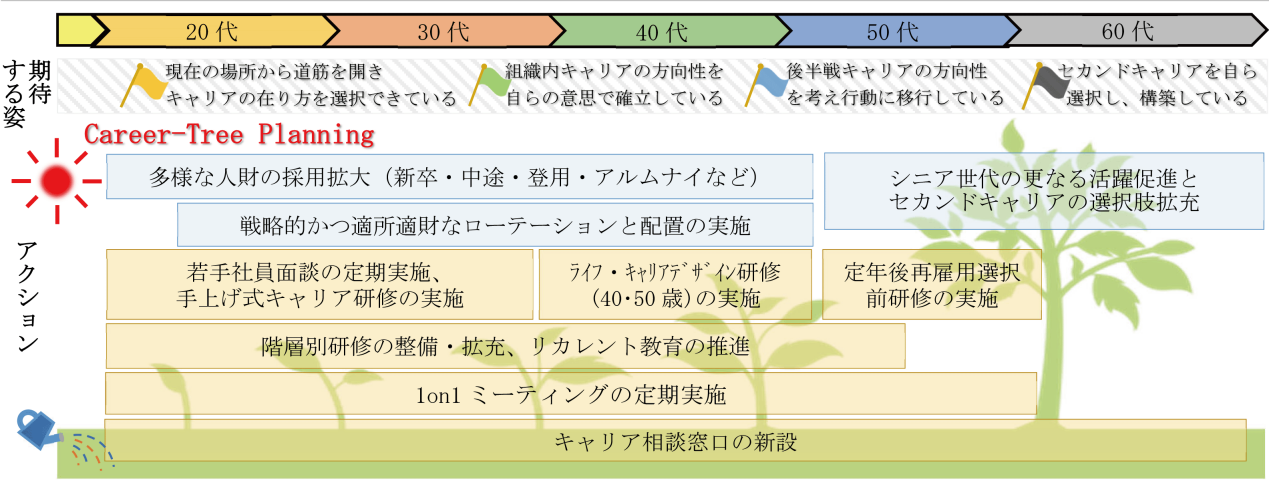 20代
30代
40代
50代
60代
期待
する姿
現在の場所から道筋を開き
キャリアの在り方を選択できている
組織内キャリアの方向性を
自らの意思で確立している
後半戦キャリアの方向性
を考え行動に移行している
セカンドキャリアを自ら
選択し、構築している
Career-Tree Planning
アクション
多様な人財の採用拡大（新卒・中途・登用・アルムナイなど）
シニア世代の更なる活躍促進と
セカンドキャリアの選択肢拡充
戦略的かつ適所適財なローテーションと配置の実施
若手社員面談の定期実施、
手上げ式キャリア研修の実施
ﾗｲﾌ・ｷｬﾘｱﾃﾞｻﾞｲﾝ研修
(40･50歳)の実施
定年後再雇用選択
前研修の実施
階層別研修の整備・拡充、リカレント教育の推進
1on1ミーティングの定期実施
キャリア相談窓口の新設